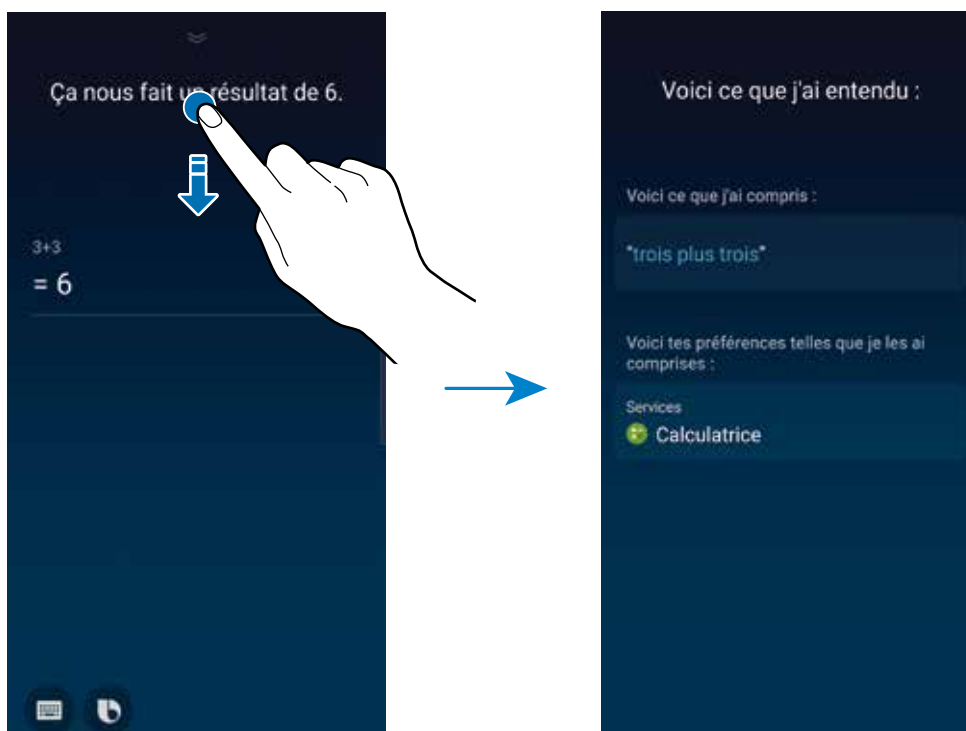 Ça nous fait un résultat de 6.
3+3
= 6
Voici ce que j'ai entendu :
Voici ce que j'ai compris :
"trois plus trois"
Voici tes préférences telles que je les ai
comprises :
Services
Calculatrice